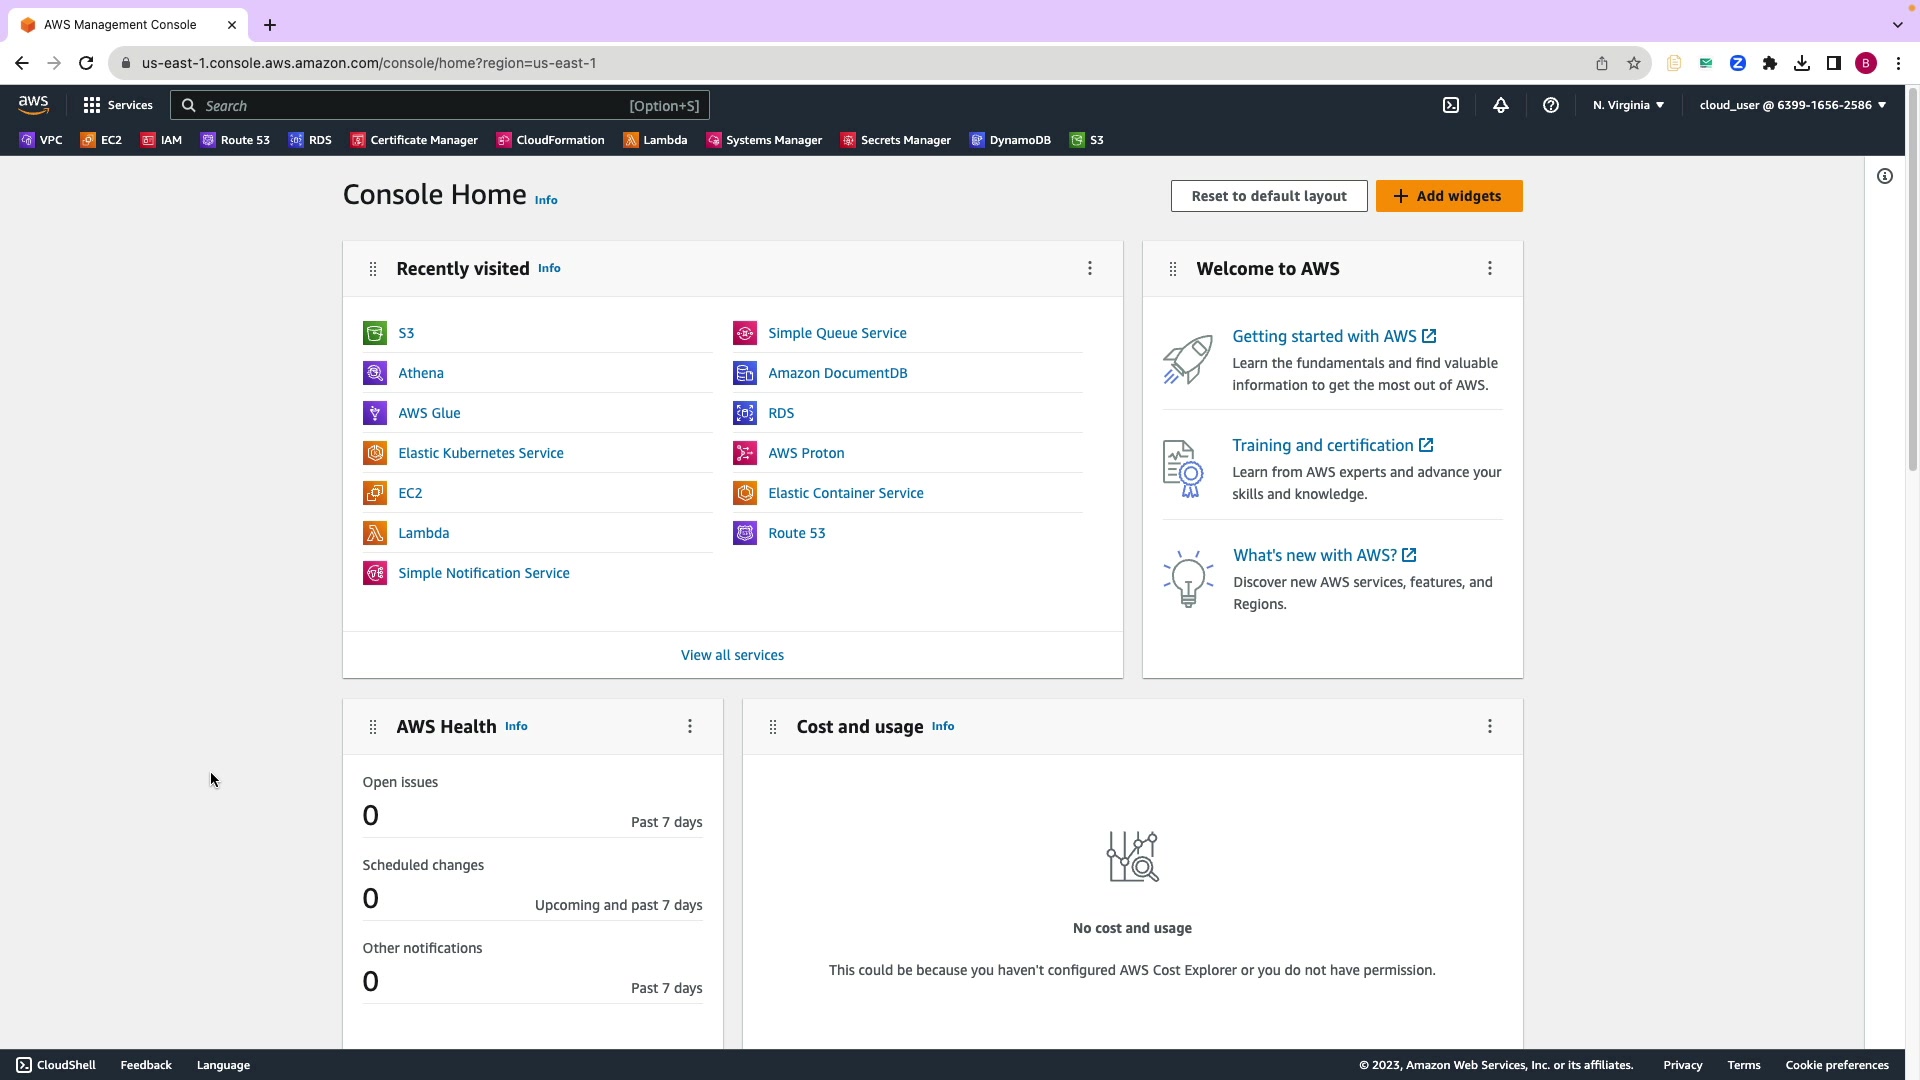 AWS Management Console
us-east-1.console.aws.amazon.com/console/home?region=us-east-1
B
aws
Services
Search
[Option+S]
N. Virginia
cloud_user @ 6399-1656-2586
VPC
EC2
IAM
Route 53
RDS
Certificate Manager
CloudFormation
Lambda
Systems Manager
Secrets Manager
DynamoDB
S3
Console Home Info
Reset to default layout
Add widgets
Recently visited Info
S3
Athena
AWS Glue
Elastic Kubernetes Service
EC2
Lambda
Simple Notification Service
Simple Queue Service
Amazon DocumentDB
RDS
AWS Proton
Elastic Container Service
Route 53
View all services
Welcome to AWS
Getting started with AWS
Learn the fundamentals and find valuable
information to get the most out of AWS.
Training and certification
Learn from AWS experts and advance your
skills and knowledge.
What's new with AWS?
Discover new AWS services, features, and
Regions.
AWS Health Info
Open issues
0
Past 7 days
Scheduled changes
0
Upcoming and past 7 days
Other notifications
0
Past 7 days
Cost and usage Info
No cost and usage
This could be because you haven't configured AWS Cost Explorer or you do not have permission.
CloudShell
Feedback
Language
© 2023, Amazon Web Services, Inc. or its affiliates.
Privacy
Terms
Cookie preferences